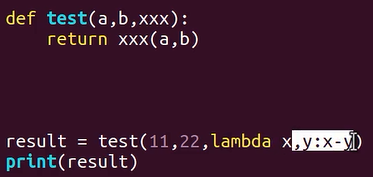 def test(a,b,xxx):
    return xxx(a,b)
result = test(11,22,lambda x,y:x-y)
print(result)